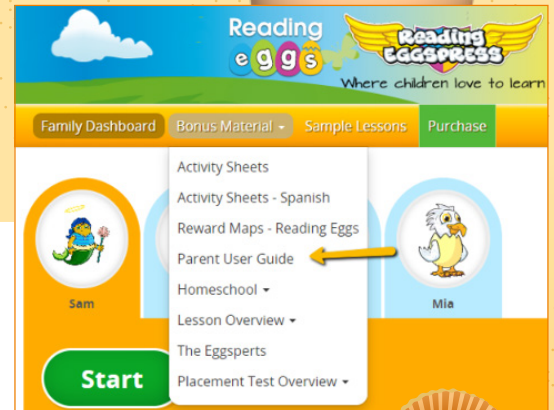 Reading
eggs
Reading
EGGSPRESS
Where children love to learn
Family Dashboard Bonus Material Sample Lessons Purchase
Activity Sheets
Activity Sheets - Spanish
Reward Maps - Reading Eggs
Parent User Guide
Homeschool
Lesson Overview
The Eggsperts
Placement Test Overview
Sam
Mia
Start